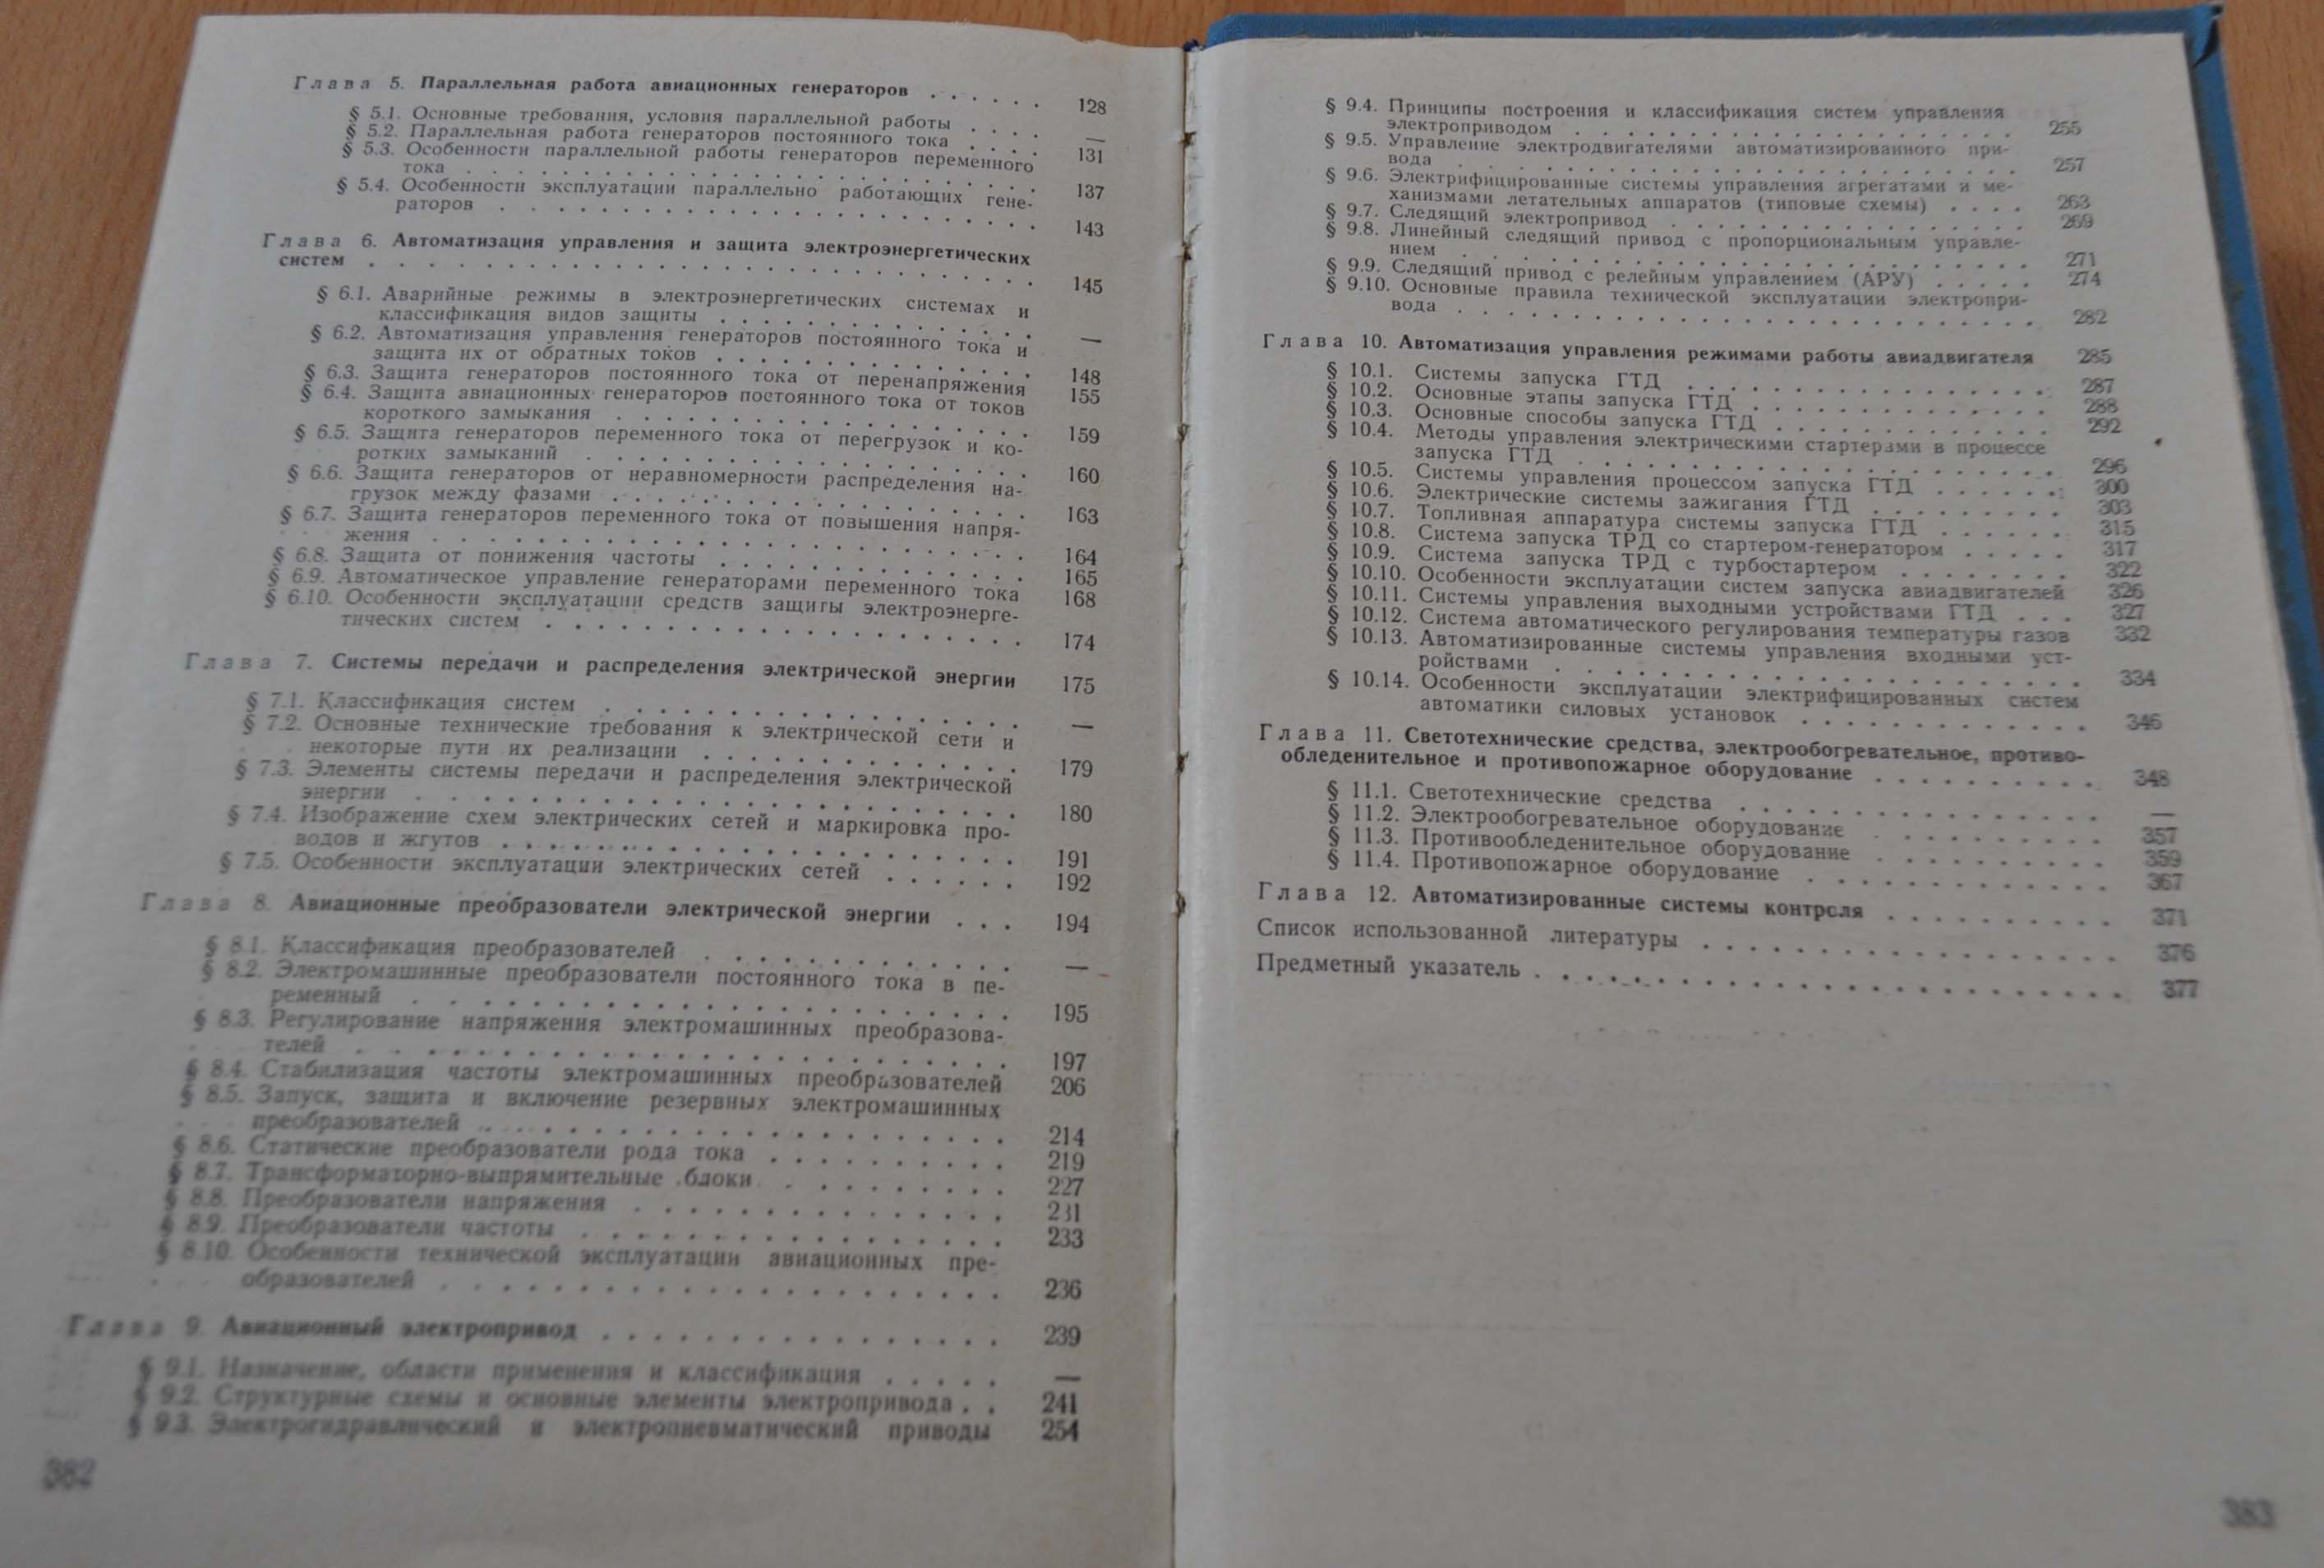 Глава 5. Параллельная работа авиационных генераторов . . . . . . 128
§ 5.1. Основные требования, условия параллельной работы . . . . —
§ 5.2. Параллельная работа генераторов постоянного тока . . . . 131
§ 5.3. Особенности параллельной работы генераторов переменного
тока . . . . . . . . . . . . . . . . . . . . 137
§ 5.4. Особенности эксплуатации параллельно работающих гене-
раторов . . . . . . . . . . . . . . . . . . . . 143
Глава 6. Автоматизация управления и защита электроэнергетических
систем . . . . . . . . . . . . . . . . . . . . 145
§ 6.1. Аварийные режимы в электроэнергетических системах и
классификация видов защиты . . . . . . . . . . . . —
§ 6.2. Автоматизация управления генераторов постоянного тока и
защита их от обратных токов . . . . . . . . . . . . 148
§ 6.3. Защита генераторов постоянного тока от перенапряжения 155
§ 6.4. Защита авиационных генераторов постоянного тока от токов
короткого замыкания . . . . . . . . . . . . . . . 159
§ 6.5. Защита генераторов переменного тока от перегрузок и ко-
ротких замыканий . . . . . . . . . . . . . . . . 160
§ 6.6. Защита генераторов от неравномерности распределения на-
грузок между фазами . . . . . . . . . . . . . . . 163
§ 6.7. Защита генераторов переменного тока от повышения напря-
жения . . . . . . . . . . . . . . . . . . . . 164
§ 6.8. Защита от понижения частоты . . . . . . . . . . . . 165
§ 6.9. Автоматическое управление генераторами переменного тока 168
§ 6.10. Особенности эксплуатации средств защиты электроэнерге-
тических систем . . . . . . . . . . . . . . . . . 174
Глава 7. Системы передачи и распределения электрической энергии 175
§ 7.1. Классификация систем . . . . . . . . . . . . . . . —
§ 7.2. Основные технические требования к электрической сети и
некоторые пути их реализации . . . . . . . . . . . . 179
§ 7.3. Элементы системы передачи и распределения электрической
энергии . . . . . . . . . . . . . . . . . . . . 180
§ 7.4. Изображение схем электрических сетей и маркировка про-
водов и жгутов . . . . . . . . . . . . . . . . . 191
§ 7.5. Особенности эксплуатации электрических сетей . . . . . . 192
Глава 8. Авиационные преобразователи электрической энергии . . . 194
§ 8.1. Классификация преобразователей . . . . . . . . . . . —
§ 8.2. Электромашинные преобразователи постоянного тока в пе-
ременный . . . . . . . . . . . . . . . . . . . 195
§ 8.3. Регулирование напряжения электромашинных преобразова-
телей . . . . . . . . . . . . . . . . . . . . 197
§ 8.4. Стабилизация частоты электромашинных преобразователей 206
§ 8.5. Запуск, защита и включение резервных электромашинных
преобразователей . . . . . . . . . . . . . . . . . 214
§ 8.6. Статические преобразователи рода тока . . . . . . . . . 219
§ 8.7. Трансформаторно-выпрямительные блоки . . . . . . . . 227
§ 8.8. Преобразователи напряжения . . . . . . . . . . . . . 231
§ 8.9. Преобразователи частоты . . . . . . . . . . . . . . 233
§ 8.10. Особенности технической эксплуатации авиационных пре-
образователей . . . . . . . . . . . . . . . . . . 236
Глава 9. Авиационный электропривод . . . . . . . . . . . . . 239
§ 9.1. Назначение, области применения и классификация . . . . . —
§ 9.2. Структурные схемы и основные элементы электропривода . . 241
§ 9.3. Электрогидравлический и электропневматический приводы 254
382
§ 9.4. Принципы построения и классификация систем управления
электроприводом . . . . . . . . . . . . . . . . . 255
§ 9.5. Управление электродвигателями автоматизированного при-
вода . . . . . . . . . . . . . . . . . . . . . 257
§ 9.6. Электрифицированные системы управления агрегатами и ме-
ханизмами летательных аппаратов (типовые схемы) . . . . 263
§ 9.7. Следящий электропривод . . . . . . . . . . . . . . 269
§ 9.8. Линейный следящий привод с пропорциональным управле-
нием . . . . . . . . . . . . . . . . . . . . . 271
§ 9.9. Следящий привод с релейным управлением (АРУ) . . . . . 274
§ 9.10. Основные правила технической эксплуатации электропри-
вода . . . . . . . . . . . . . . . . . . . . . 282
Глава 10. Автоматизация управления режимами работы авиадвигателя 285
§ 10.1. Системы запуска ГТД . . . . . . . . . . . . . . 287
§ 10.2. Основные этапы запуска ГТД . . . . . . . . . . . . 288
§ 10.3. Основные способы запуска ГТД . . . . . . . . . . . 292
§ 10.4. Методы управления электрическими стартерами в процессе
запуска ГТД . . . . . . . . . . . . . . . . . . 296
§ 10.5. Системы управления процессом запуска ГТД . . . . . . 300
§ 10.6. Электрические системы зажигания ГТД . . . . . . . . . 303
§ 10.7. Топливная аппаратура системы запуска ГТД . . . . . . 315
§ 10.8. Система запуска ТРД со стартером-генератором . . . . . 317
§ 10.9. Система запуска ТРД с турбостартером . . . . . . . . 322
§ 10.10. Особенности эксплуатации систем запуска авиадвигателей 326
§ 10.11. Системы управления выходными устройствами ГТД . . . 327
§ 10.12. Система автоматического регулирования температуры газов 332
§ 10.13. Автоматизированные системы управления входными уст-
ройствами . . . . . . . . . . . . . . . . . . . 334
§ 10.14. Особенности эксплуатации электрифицированных систем
автоматики силовых установок . . . . . . . . . . . . 346
Глава 11. Светотехнические средства, электрообогревательное, противо-
обледенительное и противопожарное оборудование . . . . . . . . . 348
§ 11.1. Светотехнические средства . . . . . . . . . . . . . —
§ 11.2. Электрообогревательное оборудование . . . . . . . . . 357
§ 11.3. Противообледенительное оборудование . . . . . . . . . 359
§ 11.4. Противопожарное оборудование . . . . . . . . . . . 367
Глава 12. Автоматизированные системы контроля . . . . . . . . . 371
Список использованной литературы . . . . . . . . . . . . . . . 376
Предметный указатель . . . . . . . . . . . . . . . . . . . . 377
383